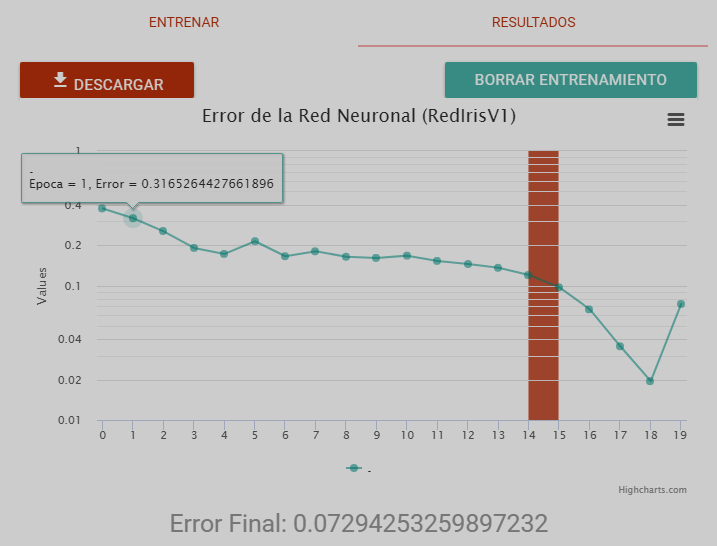 ENTRENAR
RESULTADOS
DESCARGAR
BORRAR ENTRENAMIENTO
Error de la Red Neuronal (RedIrisV1)
-
Epoca = 1, Error = 0.3165264427661896
Values
1
0.4
0.2
0.1
0.04
0.02
0.01
0 1 2 3 4 5 6 7 8 9 10 11 12 13 14 15 16 17 18 19
-
Highcharts.com
Error Final: 0.07294253259897232